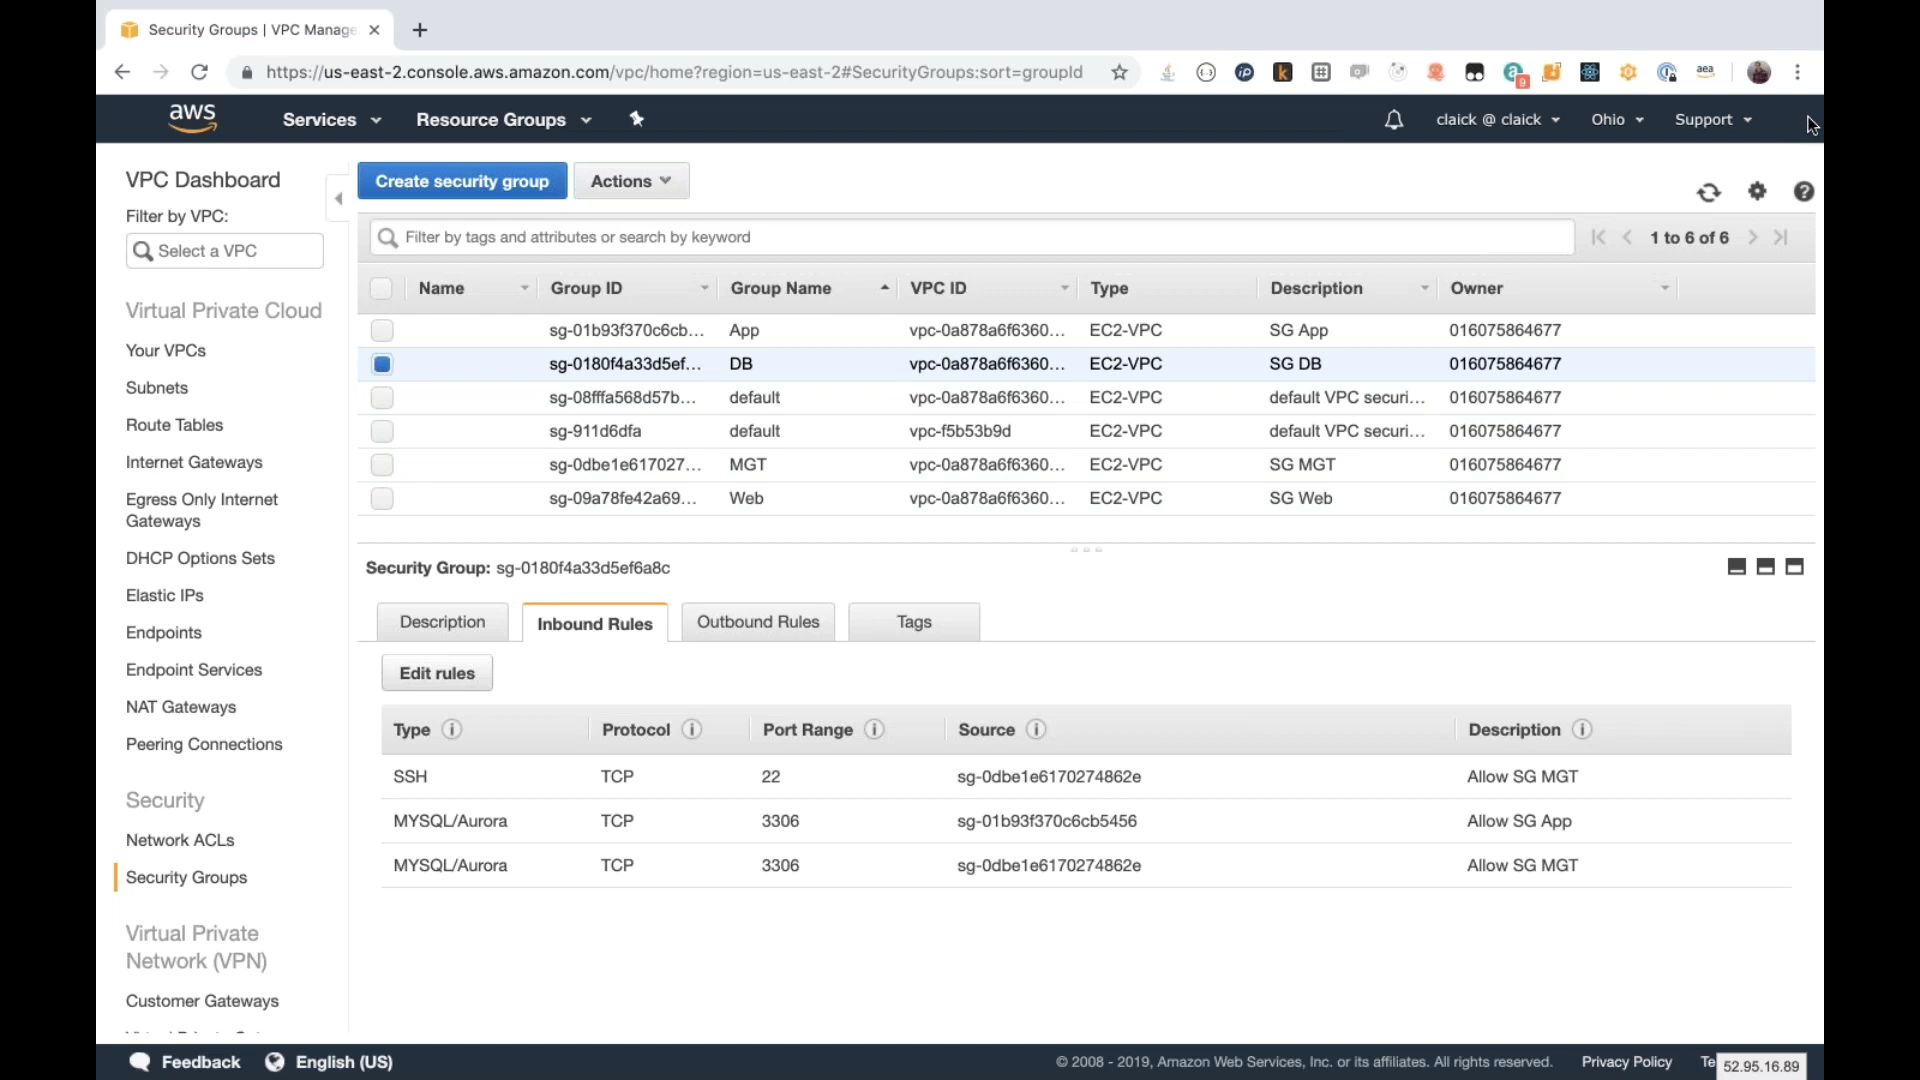 Security Groups | VPC Manage
https://us-east-2.console.aws.amazon.com/vpc/home?region=us-east-2#SecurityGroups:sort=groupId
9
aea
aws
Services
Resource Groups
claick @ claick
Ohio
Support
VPC Dashboard
Filter by VPC:
Select a VPC
Virtual Private Cloud
Your VPCs
Subnets
Route Tables
Internet Gateways
Egress Only Internet
Gateways
DHCP Options Sets
Elastic IPs
Endpoints
Endpoint Services
NAT Gateways
Peering Connections
Security
Network ACLs
Security Groups
Virtual Private
Network (VPN)
Customer Gateways
Create security group
Actions
Filter by tags and attributes or search by keyword
1 to 6 of 6
Name Group ID Group Name VPC ID Type Description Owner
sg-01b93f370c6cb... App vpc-0a878a6f6360... EC2-VPC SG App 016075864677
sg-0180f4a33d5ef... DB vpc-0a878a6f6360... EC2-VPC SG DB 016075864677
sg-08fffa568d57b... default vpc-0a878a6f6360... EC2-VPC default VPC securi... 016075864677
sg-911d6dfa default vpc-f5b53b9d EC2-VPC default VPC securi... 016075864677
sg-0dbe1e617027... MGT vpc-0a878a6f6360... EC2-VPC SG MGT 016075864677
sg-09a78fe42a69... Web vpc-0a878a6f6360... EC2-VPC SG Web 016075864677
Security Group: sg-0180f4a33d5ef6a8c
Description
Inbound Rules
Outbound Rules
Tags
Edit rules
Type Protocol Port Range Source Description
SSH TCP 22 sg-0dbe1e6170274862e Allow SG MGT
MYSQL/Aurora TCP 3306 sg-01b93f370c6cb5456 Allow SG App
MYSQL/Aurora TCP 3306 sg-0dbe1e6170274862e Allow SG MGT
Feedback
English (US)
© 2008 - 2019, Amazon Web Services, Inc. or its affiliates. All rights reserved.
Privacy Policy
Te
52.95.16.89